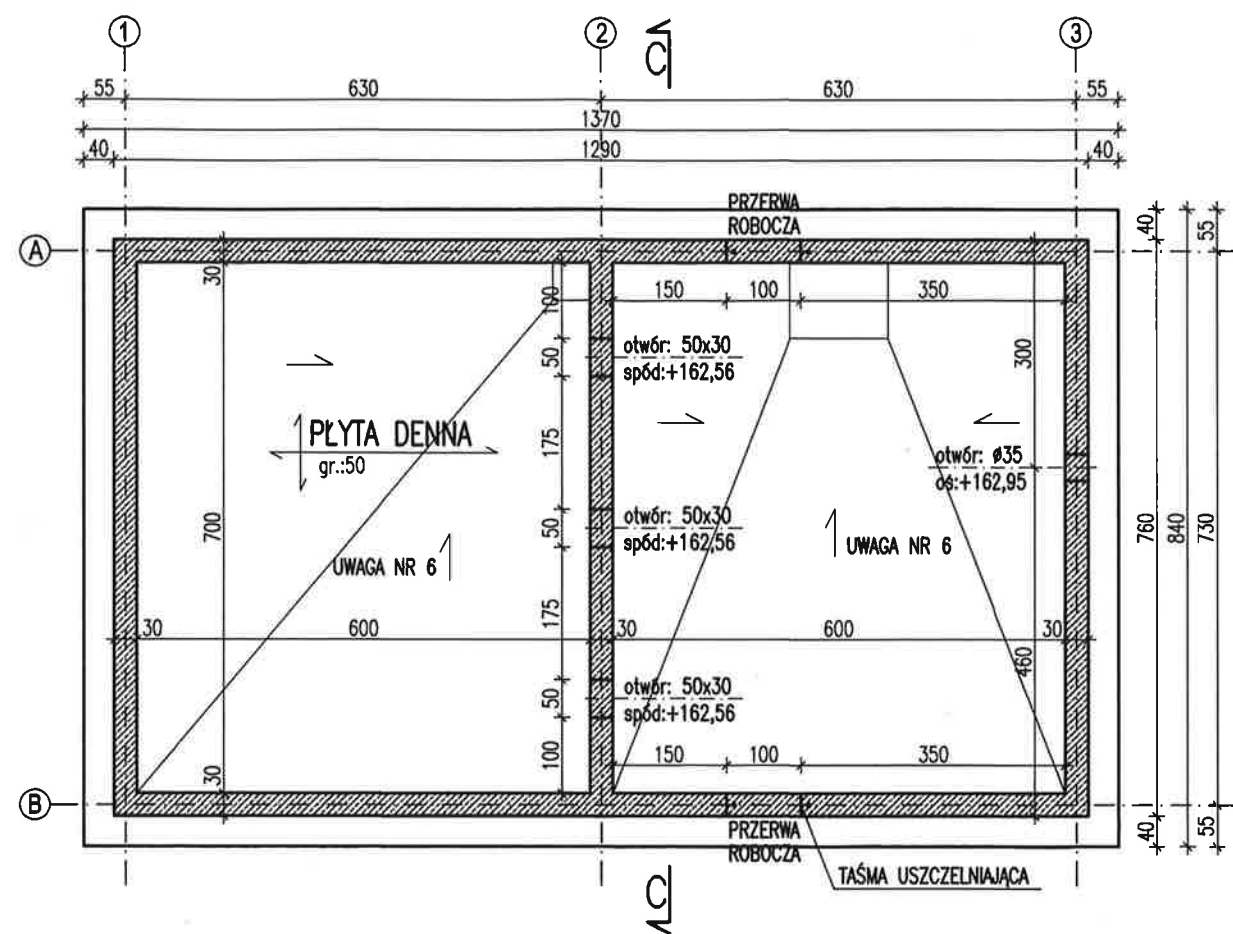 1
2
3
C
55
630
630
55
1370
40
1290
40
PRZERWA
ROBOCZA
A
30
100
150
100
350
40
55
otwór: 50x30
spód:+162,56
50
300
PŁYTA DENNA
gr.:50
175
otwór: ø35
oś:+162,95
700
otwór: 50x30
spód:+162,56
50
UWAGA NR 6
UWAGA NR 6
760
840
730
175
30
600
30
600
30
460
otwór: 50x30
spód:+162,56
50
100
150
100
350
30
B
PRZERWA
ROBOCZA
40
55
TAŚMA USZCZELNIAJĄCA
C